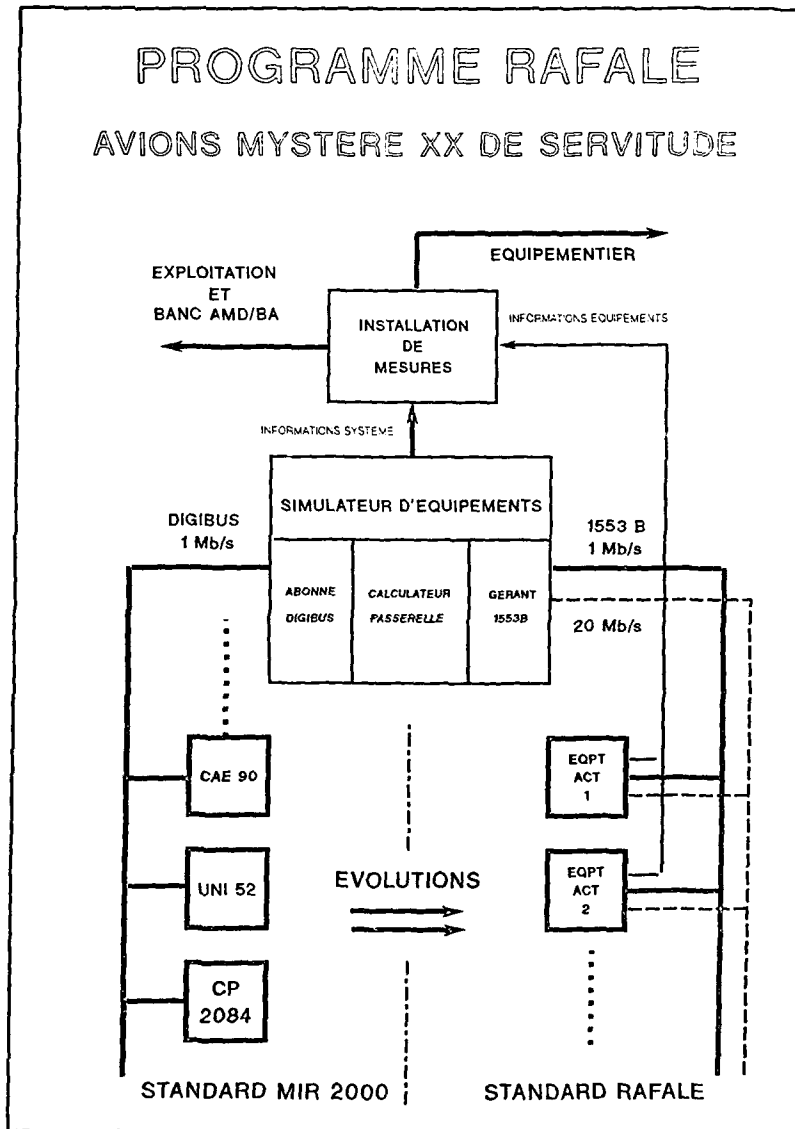 PROGRAMME RAFALE
AVIONS MYSTERE XX DE SERVITUDE
EQUIPEMENTIER
EXPLOITATION
ET
BANC AMD/BA
INSTALLATION
DE
MESURES
INFORMATIONS EQUIPEMENTS
INFORMATIONS SYSTEME
SIMULATEUR D'EQUIPEMENTS
DIGIBUS
1 Mb/s
1553 B
1 Mb/s
ABONNE
DIGIBUS
CALCULATEUR
PASSERELLE
GERANT
1553B
20 Mb/s
CAE 90
EQPT
ACT
1
UNI 52
EVOLUTIONS
EQPT
ACT
2
CP
2084
STANDARD MIR 2000
STANDARD RAFALE